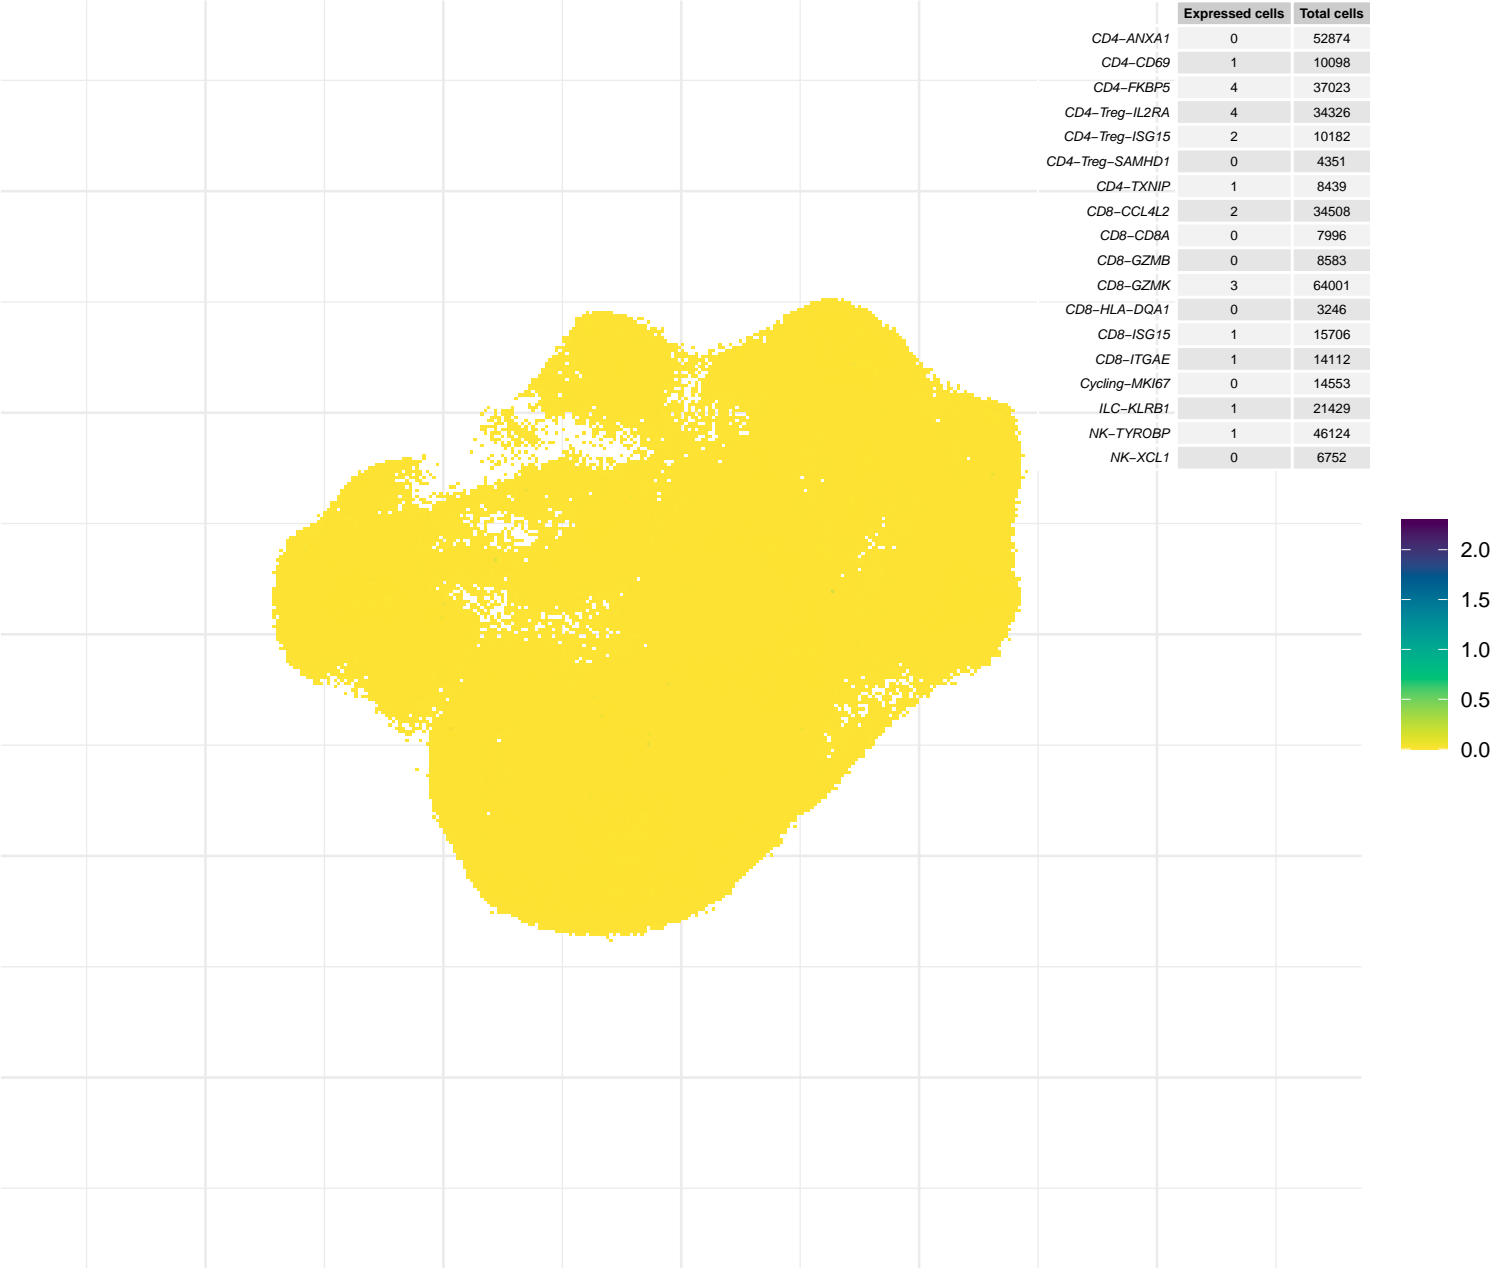 Expressed cells Total cells
CD4−ANXA1 0 52874
CD4−CD69 1 10098
CD4−FKBP5 4 37023
CD4−Treg−IL2RA 4 34326
CD4−Treg−ISG15 2 10182
CD4−Treg−SAMHD1 0 4351
CD4−TXNIP 1 8439
CD8−CCL4L2 2 34508
CD8−CD8A 0 7996
CD8−GZMB 0 8583
CD8−GZMK 3 64001
CD8−HLA−DQA1 0 3246
CD8−ISG15 1 15706
CD8−ITGAE 1 14112
Cycling−MKI67 0 14553
ILC−KLRB1 1 21429
NK−TYROBP 1 46124
NK−XCL1 0 6752
2.0
1.5
1.0
0.5
0.0